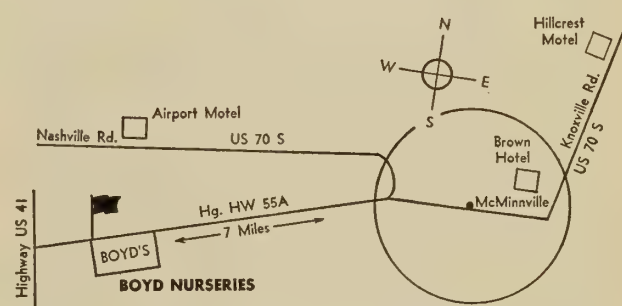 Hillcrest
Motel
N
W
E
S
Airport Motel
Nashville Rd.
US 70 S
Knoxville Rd.
US 70 S
Brown
Hotel
McMinnville
Hg. HW 55A
7 Miles
Highway US 41
BOYD'S
BOYD NURSERIES